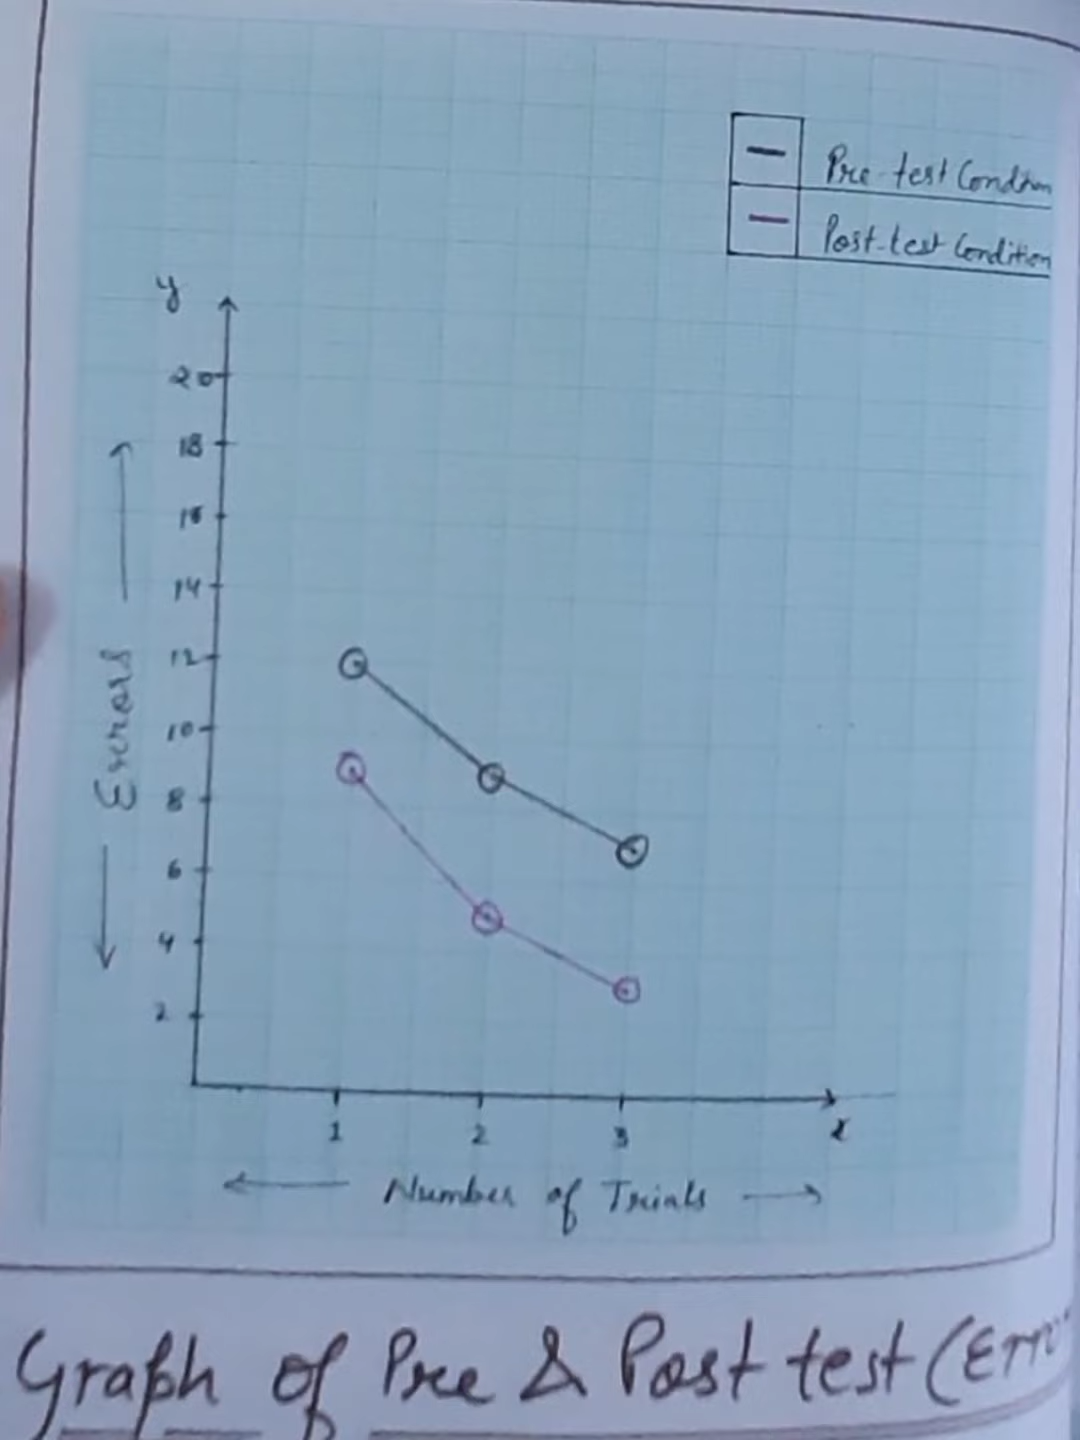 Pre-test Condition
Post-test Condition
y
20
18
16
14
12
10
8
6
4
2
Errors
1 2 3 x
Number of Trials
Graph of Pre & Post test (Erro